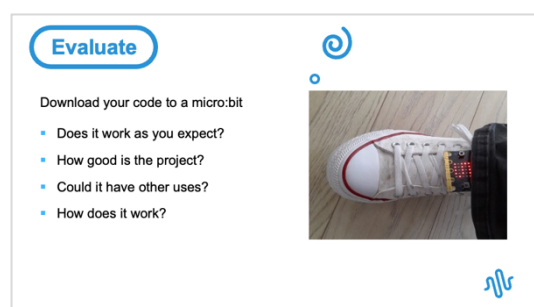 Evaluate
Download your code to a micro:bit
Does it work as you expect?
How good is the project?
Could it have other uses?
How does it work?